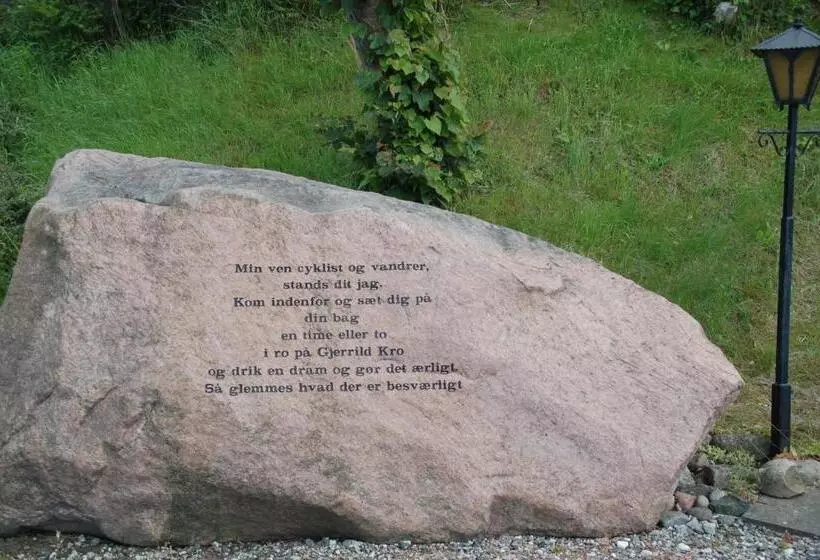 Min ven cyklist og vandrer,
stands dit jag.
Kom indenfor og sæt dig på
din bag
en time eller to
i ro på Gjerrild Kro
og drik en dram og gør det ærligt.
Så glemmes hvad der er besværligt